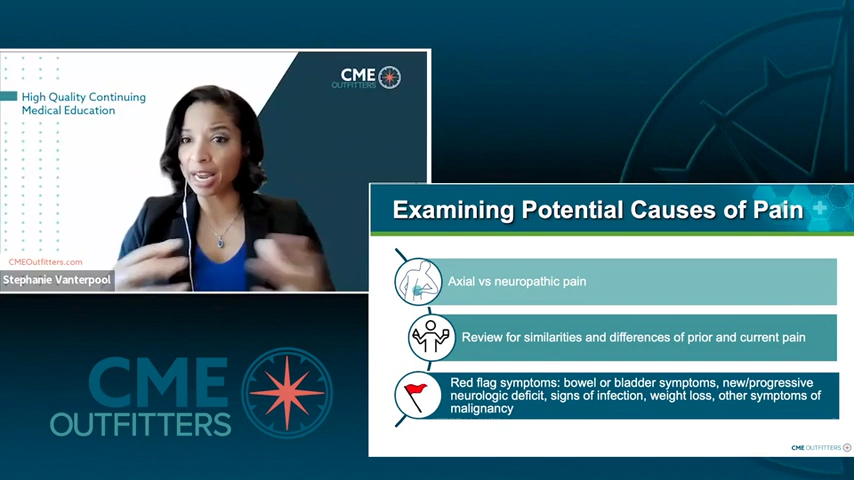 High Quality Continuing
Medical Education
CME
OUTFITTERS
CMEOutfitters.com
Stephanie Vanterpool
CME
OUTFITTERS
Examining Potential Causes of Pain
Axial vs neuropathic pain
Review for similarities and differences of prior and current pain
Red flag symptoms: bowel or bladder symptoms, new/progressive
neurologic deficit, signs of infection, weight loss, other symptoms of
malignancy
CME OUTFITTERS